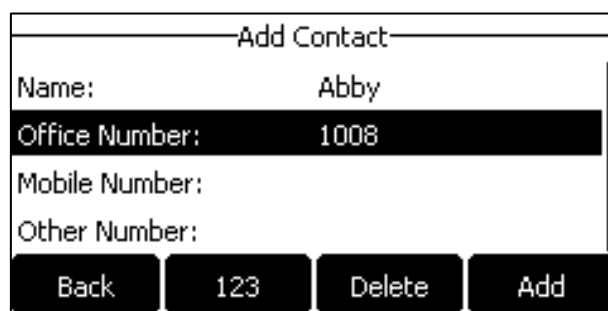 Add Contact
Name: Abby
Office Number: 1008
Mobile Number:
Other Number:
Back 123 Delete Add